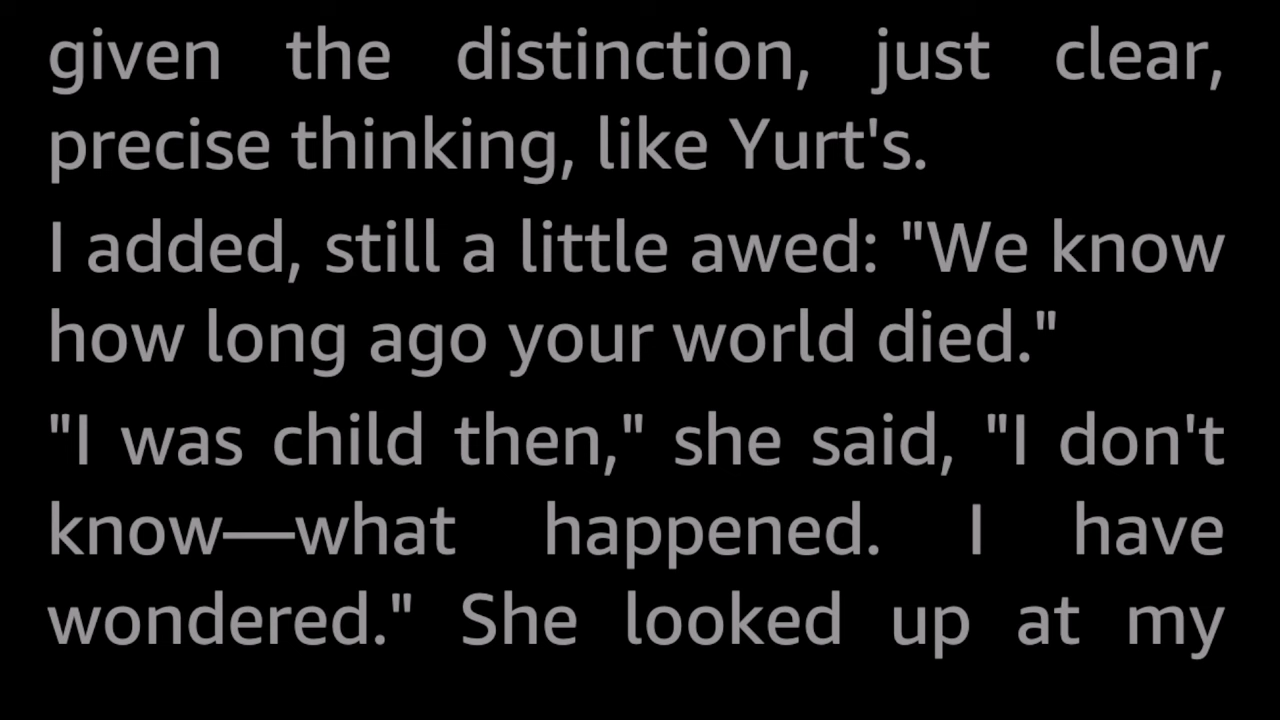 given the distinction, just clear,
precise thinking, like Yurt's.
I added, still a little awed: "We know
how long ago your world died."
"I was child then," she said, "I don't
know—what happened. I have
wondered." She looked up at my